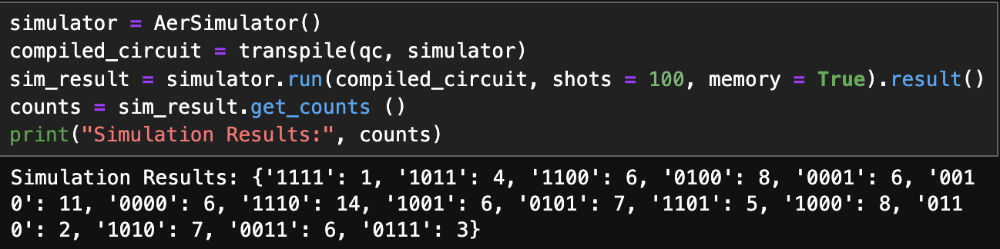 simulator = AerSimulator()
compiled_circuit = transpile(qc, simulator)
sim_result = simulator.run(compiled_circuit, shots = 100, memory = True).result()
counts = sim_result.get_counts ()
print("Simulation Results:", counts)
Simulation Results: {'1111': 1, '1011': 4, '1100': 6, '0100': 8, '0001': 6, '001
0': 11, '0000': 6, '1110': 14, '1001': 6, '0101': 7, '1101': 5, '1000': 8, '011
0': 2, '1010': 7, '0011': 6, '0111': 3}